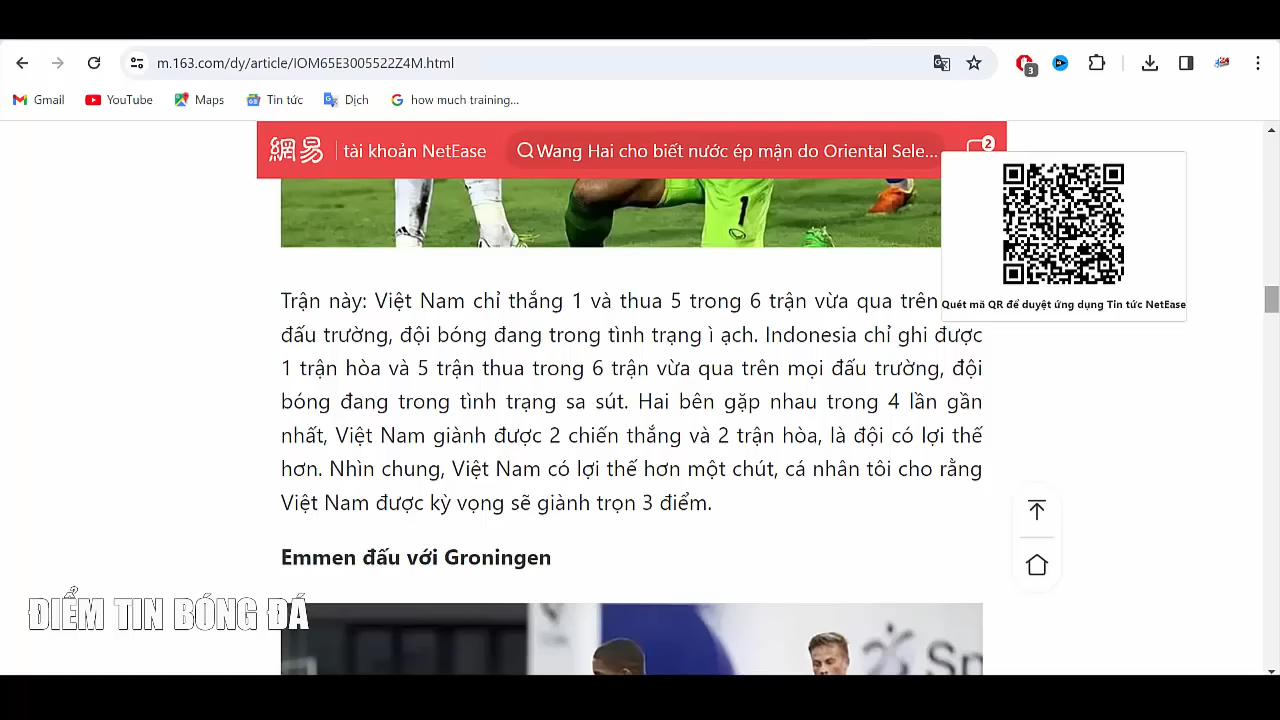 m.163.com/dy/article/IOM65E3005522Z4M.html
3
Gmail YouTube Maps Tin tức Dịch how much training...
網易 tài khoản NetEase Wang Hai cho biết nước ép mận do Oriental Sele... 2
1
Quét mã QR để duyệt ứng dụng Tin tức NetEase
Trận này: Việt Nam chỉ thắng 1 và thua 5 trong 6 trận vừa qua trên
đấu trường, đội bóng đang trong tình trạng ì ạch. Indonesia chỉ ghi được
1 trận hòa và 5 trận thua trong 6 trận vừa qua trên mọi đấu trường, đội
bóng đang trong tình trạng sa sút. Hai bên gặp nhau trong 4 lần gần
nhất, Việt Nam giành được 2 chiến thắng và 2 trận hòa, là đội có lợi thế
hơn. Nhìn chung, Việt Nam có lợi thế hơn một chút, cá nhân tôi cho rằng
Việt Nam được kỳ vọng sẽ giành trọn 3 điểm.
Emmen đấu với Groningen
ĐIỂM TIN BÓNG ĐÁ